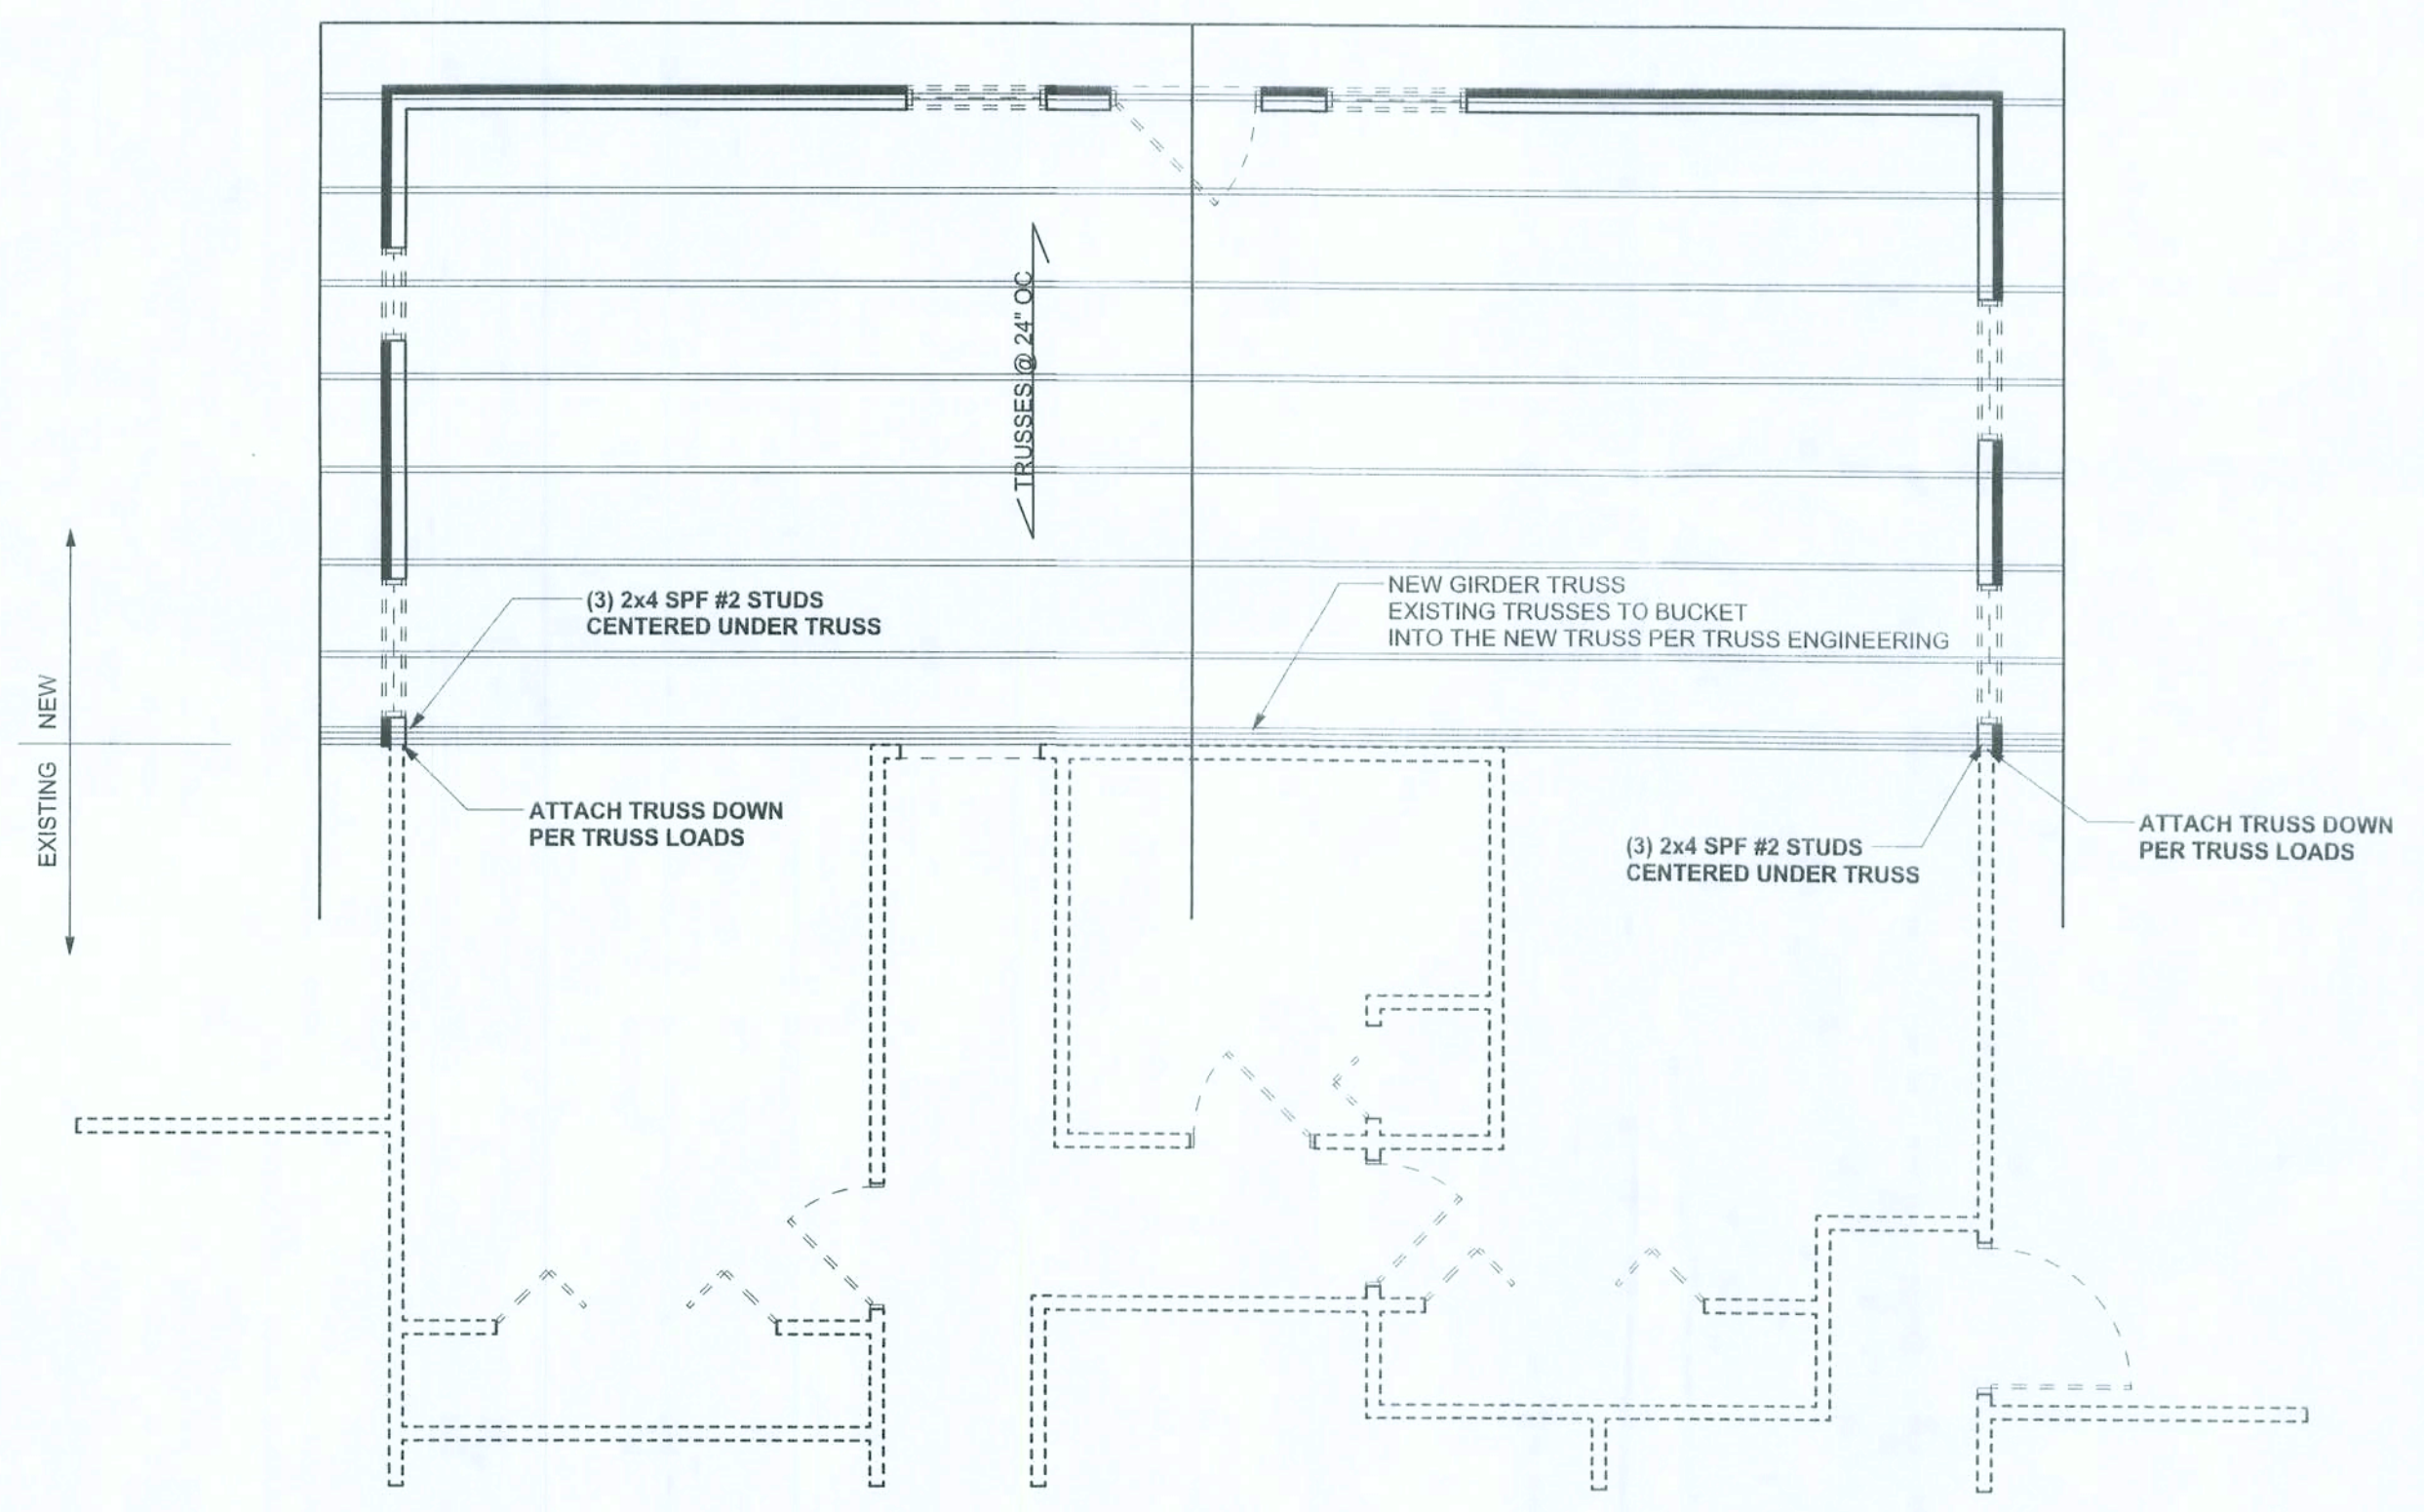 TRUSSES @ 24" OC
(3) 2x4 SPF #2 STUDS
CENTERED UNDER TRUSS
NEW GIRDER TRUSS
EXISTING TRUSSES TO BUCKET
INTO THE NEW TRUSS PER TRUSS ENGINEERING
NEW
EXISTING
ATTACH TRUSS DOWN
PER TRUSS LOADS
(3) 2x4 SPF #2 STUDS
CENTERED UNDER TRUSS
ATTACH TRUSS DOWN
PER TRUSS LOADS